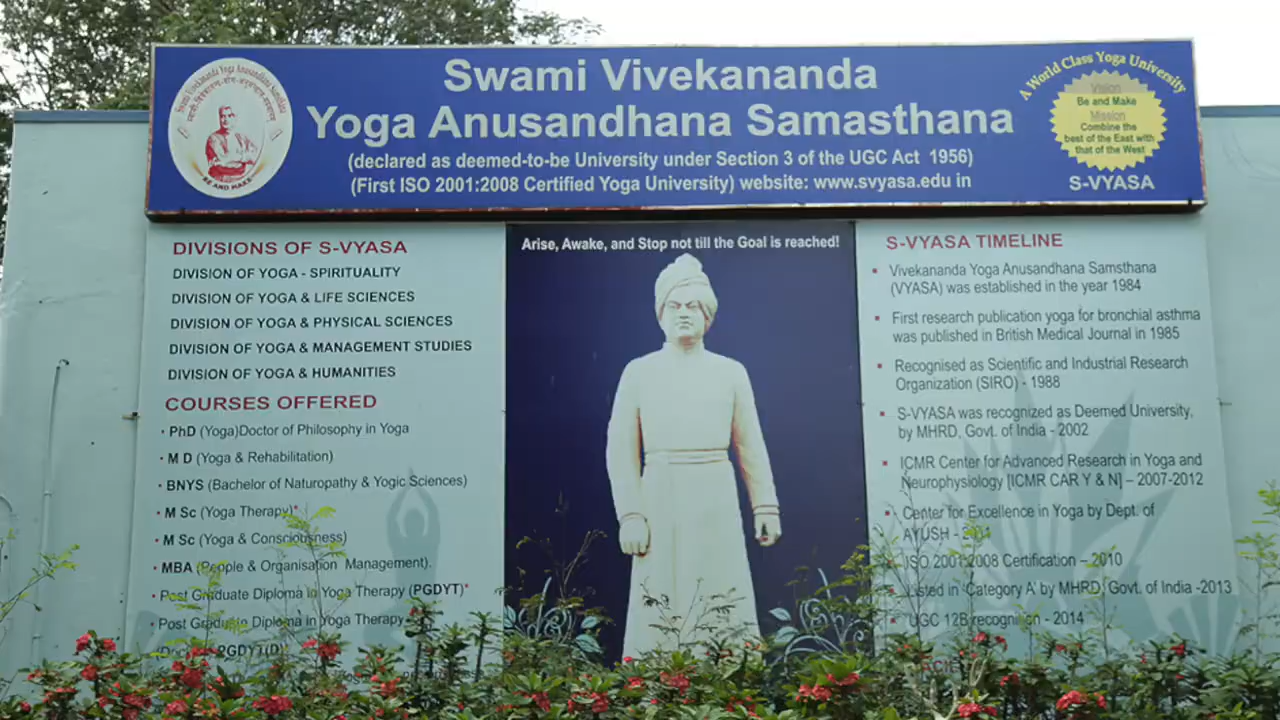 Swami Vivekananda
Yoga Anusandhana Samasthana
(declared as deemed-to-be University under Section 3 of the UGC Act 1956)
(First ISO 2001:2008 Certified Yoga University) website: www.svyasa.edu in
Swami Vivekananda Yoga Anusandhana Samsthana
BE AND MAKE
A World Class Yoga University
Vision
Be and Make
Mission
Combine the
best of the East with
that of the West
S-VYASA
DIVISIONS OF S-VYASA
DIVISION OF YOGA - SPIRITUALITY
DIVISION OF YOGA & LIFE SCIENCES
DIVISION OF YOGA & PHYSICAL SCIENCES
DIVISION OF YOGA & MANAGEMENT STUDIES
DIVISION OF YOGA & HUMANITIES
COURSES OFFERED
• PhD (Yoga)Doctor of Philosophy in Yoga
• M D (Yoga & Rehabilitation)
• BNYS (Bachelor of Naturopathy & Yogic Sciences)
• M Sc (Yoga Therapy)*
• M Sc (Yoga & Consciousness)
• MBA (People & Organisation Management).
• Post Graduate Diploma in Yoga Therapy (PGDYT)*
• Post Graduate Diploma in Yoga Therapy
PGDYT(D)
Arise, Awake, and Stop not till the Goal is reached!
S-VYASA TIMELINE
• Vivekananda Yoga Anusandhana Samsthana
(VYASA) was established in the year 1984
• First research publication yoga for bronchial asthma
was published in British Medical Journal in 1985
• Recognised as Scientific and Industrial Research
Organization (SIRO) - 1988
• S-VYASA was recognized as Deemed University,
by MHRD, Govt. of India - 2002
• ICMR Center for Advanced Research in Yoga and
Neurophysiology [ICMR CAR Y & N] – 2007-2012
• Center for Excellence in Yoga by Dept. of
AYUSH - 2011
• ISO 2001:2008 Certification – 2010
• Listed in 'Category A' by MHRD, Govt. of India -2013
• UGC 12B recognition - 2014